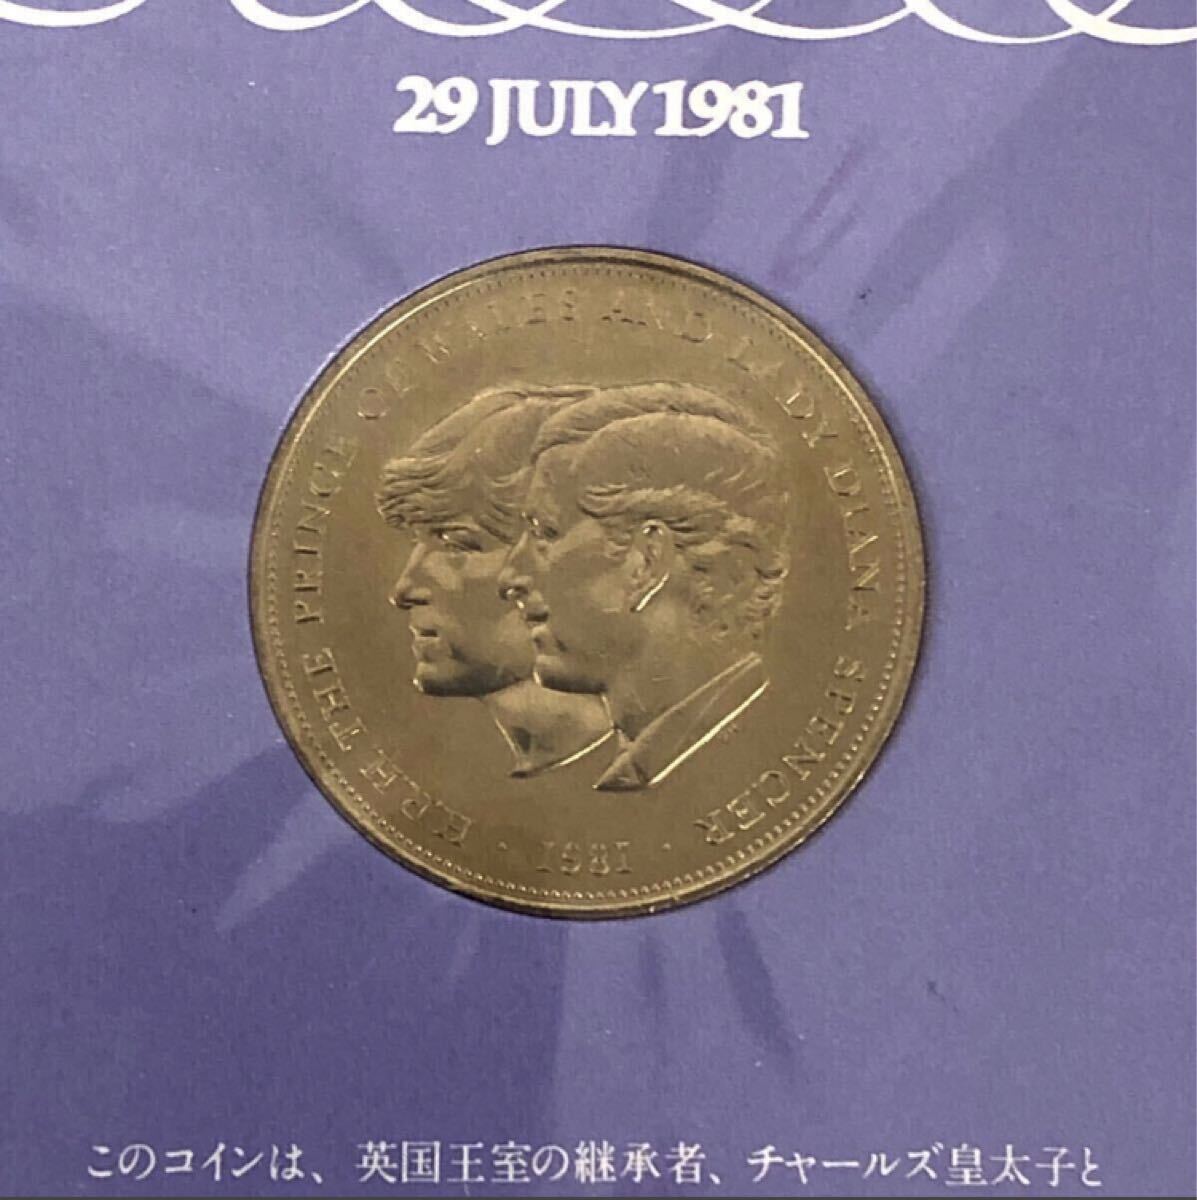 29 JULY 1981
H.R.H. THE PRINCE OF WALES AND LADY DIANA SPENCER
· 1981 ·
このコインは、英国王室の継承者、チャールズ皇太子と